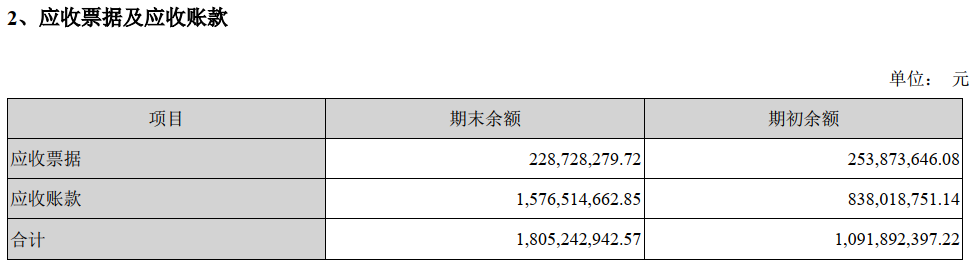 2、应收票据及应收账款
单位： 元
项目 期末余额 期初余额
应收票据 228,728,279.72 253,873,646.08
应收账款 1,576,514,662.85 838,018,751.14
合计 1,805,242,942.57 1,091,892,397.22